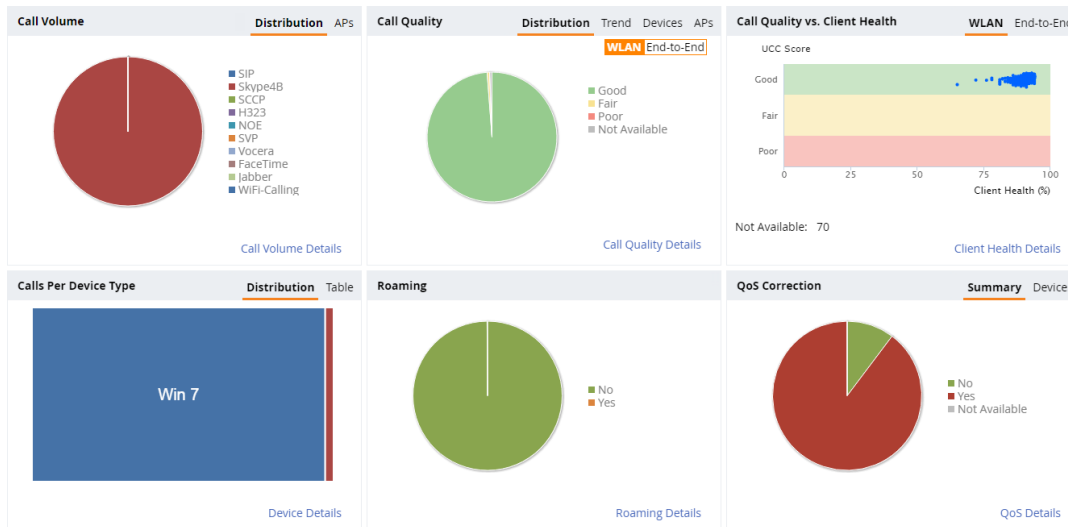 Call Volume
Distribution APs
SIP
Skype4B
SCCP
H323
NOE
SVP
Vocera
FaceTime
Jabber
WiFi-Calling
Call Volume Details
Call Quality
Distribution Trend Devices APs
WLAN End-to-End
Good
Fair
Poor
Not Available
Call Quality Details
Call Quality vs. Client Health
WLAN End-to-End
UCC Score
Good
Fair
Poor
0 25 50 75 100
Client Health (%)
Not Available: 70
Client Health Details
Calls Per Device Type
Distribution Table
Win 7
Device Details
Roaming
No
Yes
Roaming Details
QoS Correction
Summary Device
No
Yes
Not Available
QoS Details